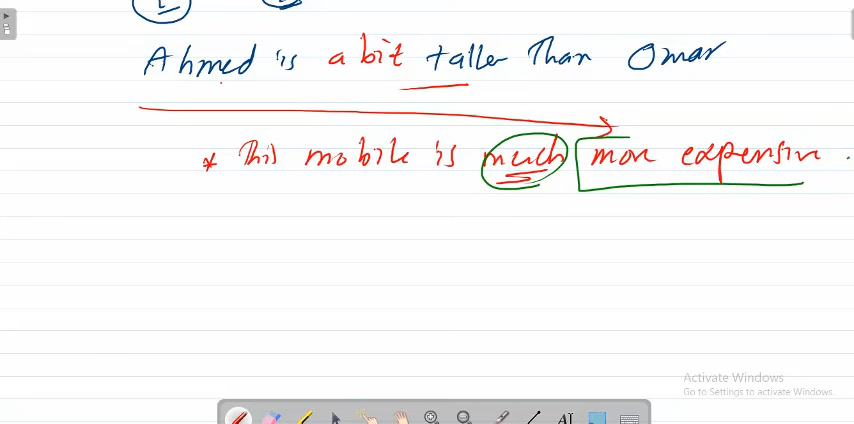 Ahmed is a bit taller than Omar
* This mobile is much more expensive.
Activate Windows
Go to Settings to activate Windows.
AI